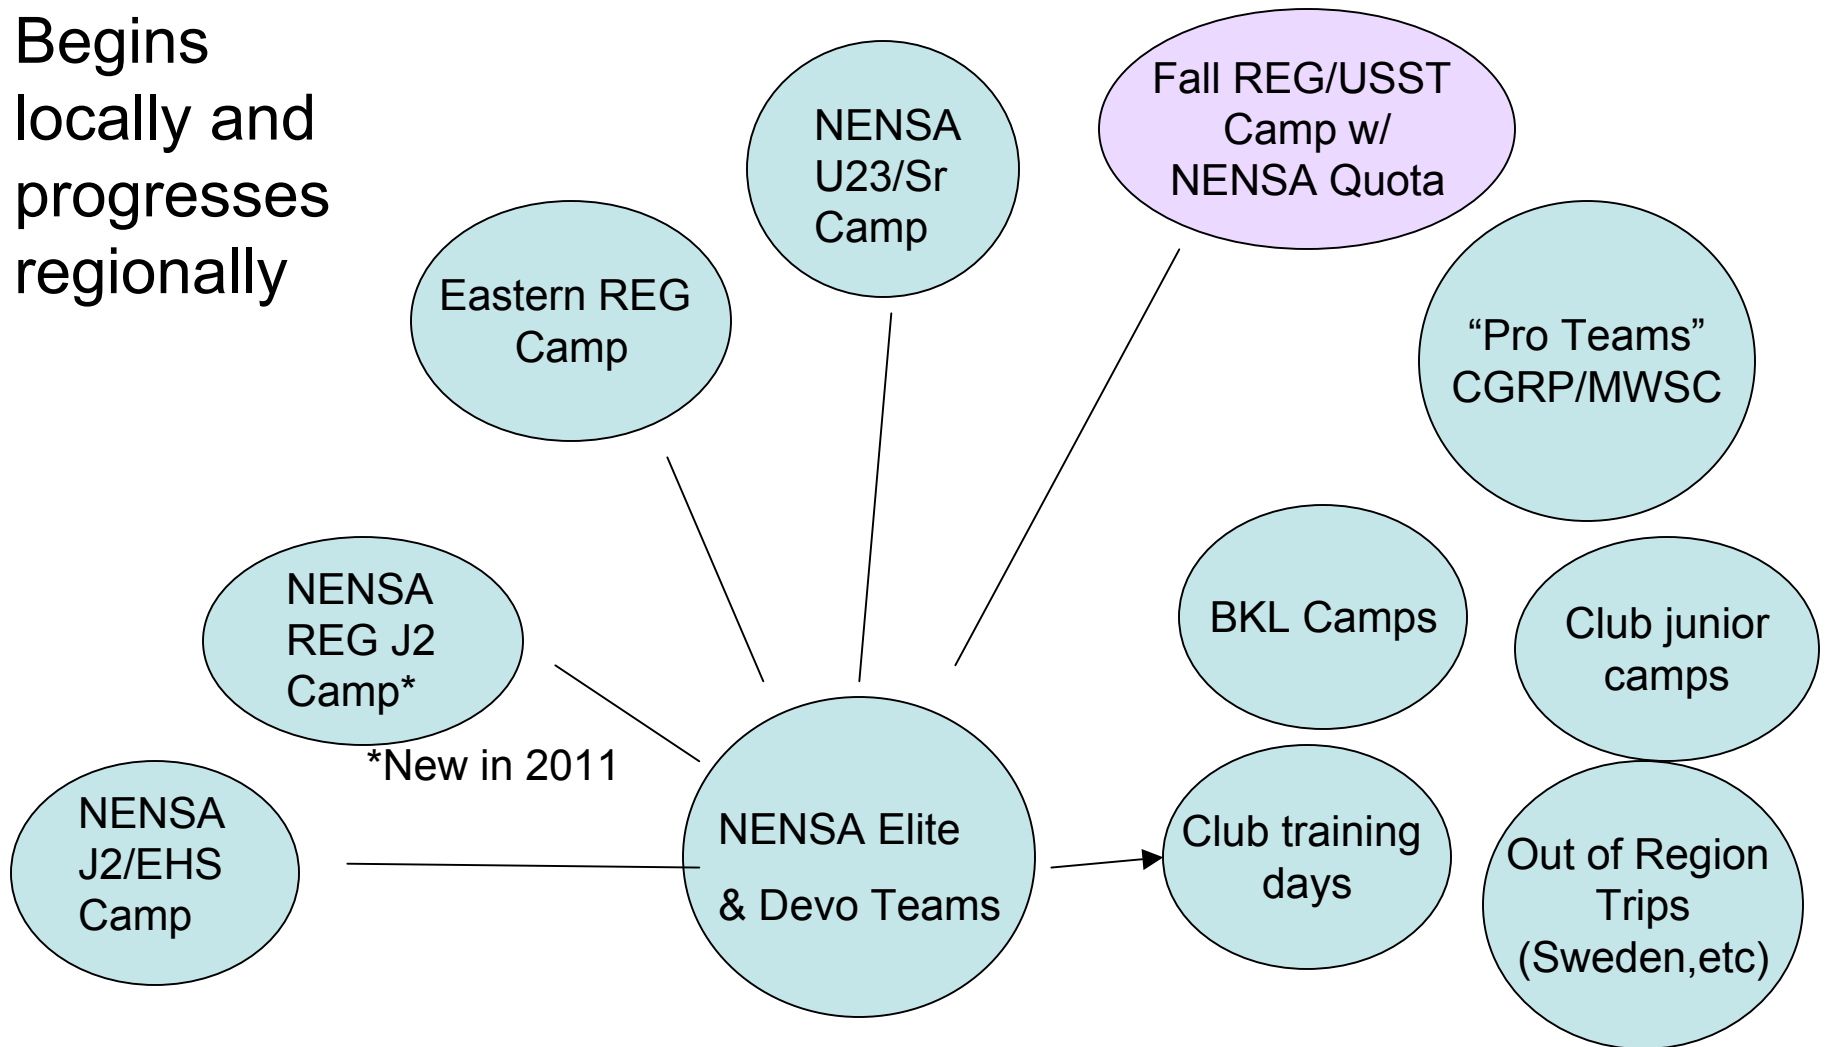 Begins
locally and
progresses
regionally
NENSA
U23/Sr
Camp
Fall REG/USST
Camp w/
NENSA Quota
Eastern REG
Camp
“Pro Teams”
CGRP/MWSC
NENSA
REG J2
Camp*
*New in 2011
BKL Camps
Club junior
camps
NENSA
J2/EHS
Camp
NENSA Elite
& Devo Teams
Club training
days
Out of Region
Trips
(Sweden,etc)